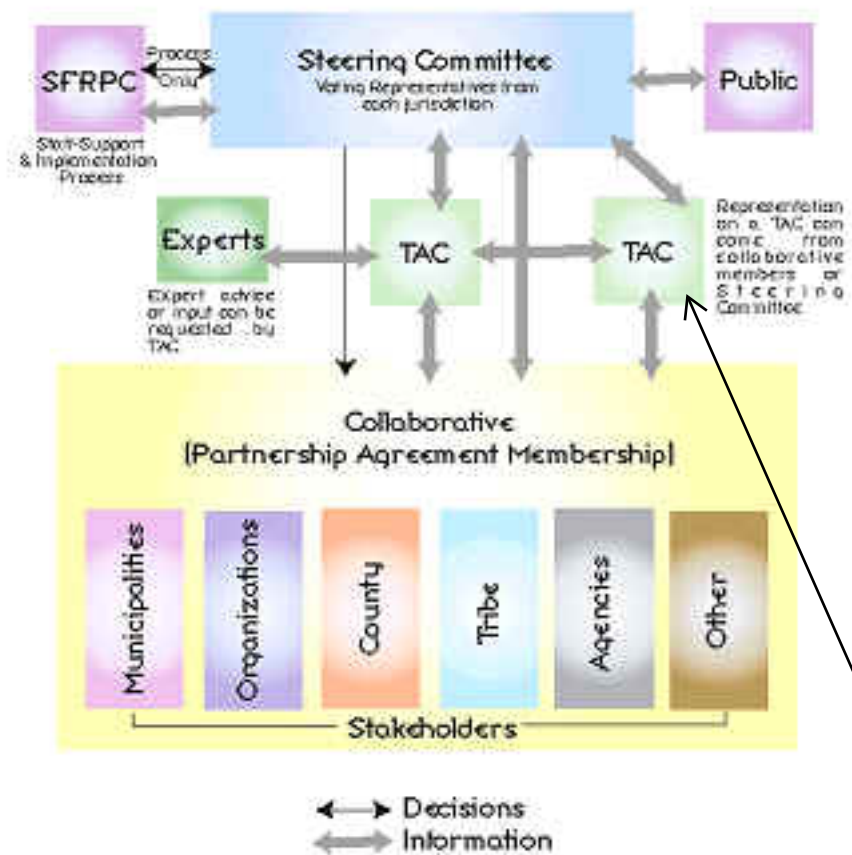 Steering Committee
Voting Representatives from
each jurisdiction
SFRPC
Process
Only
Public
Staff-Support
& Implementation
Process
Experts
TAC
TAC
Representation
on a TAC can
come from
collaborative
members or
Steering
Committee
Expert advice
or input can be
requested by
TAC
Collaborative
(Partnership Agreement Membership)
Municipalities
Organizations
County
Tribe
Agencies
Other
Stakeholders
Decisions
Information